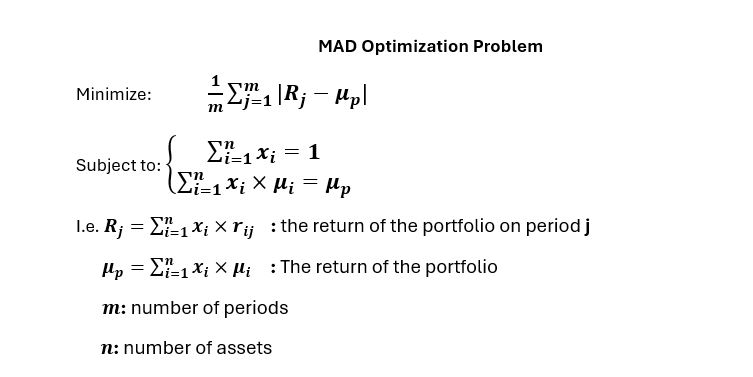 MAD Optimization Problem
Minimize: $\frac{1}{m}\sum_{j=1}^{m}|R_j - \mu_p|$
Subject to: $\begin{cases} \sum_{i=1}^{n} x_i = 1 \\ \sum_{i=1}^{n} x_i \times \mu_i = \mu_p \end{cases}$
I.e. $R_j = \sum_{i=1}^{n} x_i \times r_{ij}$ : the return of the portfolio on period j
$\mu_p = \sum_{i=1}^{n} x_i \times \mu_i$ : The return of the portfolio
m: number of periods
n: number of assets